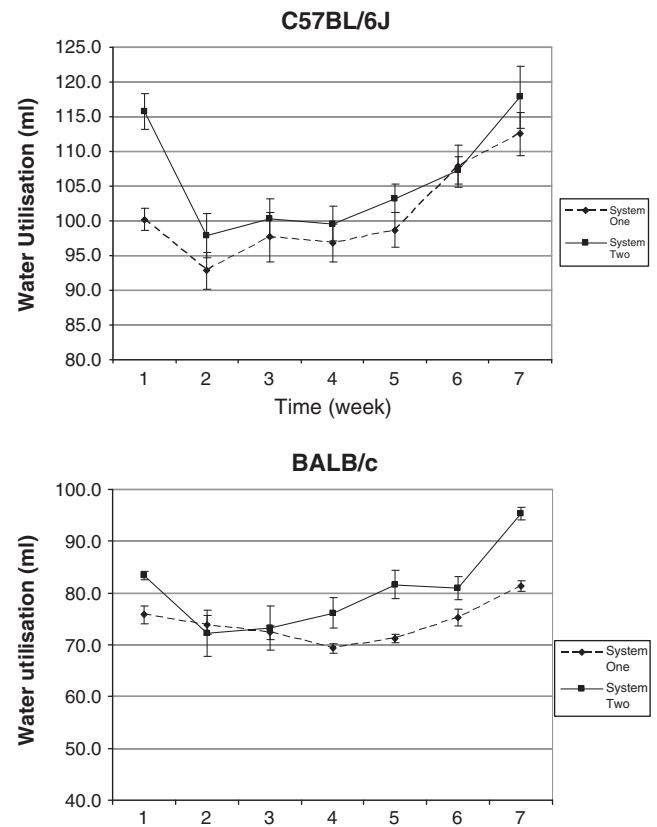 C57BL/6J
Water Utilisation (ml)
125.0
120.0
115.0
110.0
105.0
100.0
95.0
90.0
85.0
80.0
1 2 3 4 5 6 7
Time (week)
System
One
System
Two
BALB/c
Water utilisation (ml)
100.0
90.0
80.0
70.0
60.0
50.0
40.0
1 2 3 4 5 6 7
System
One
System
Two